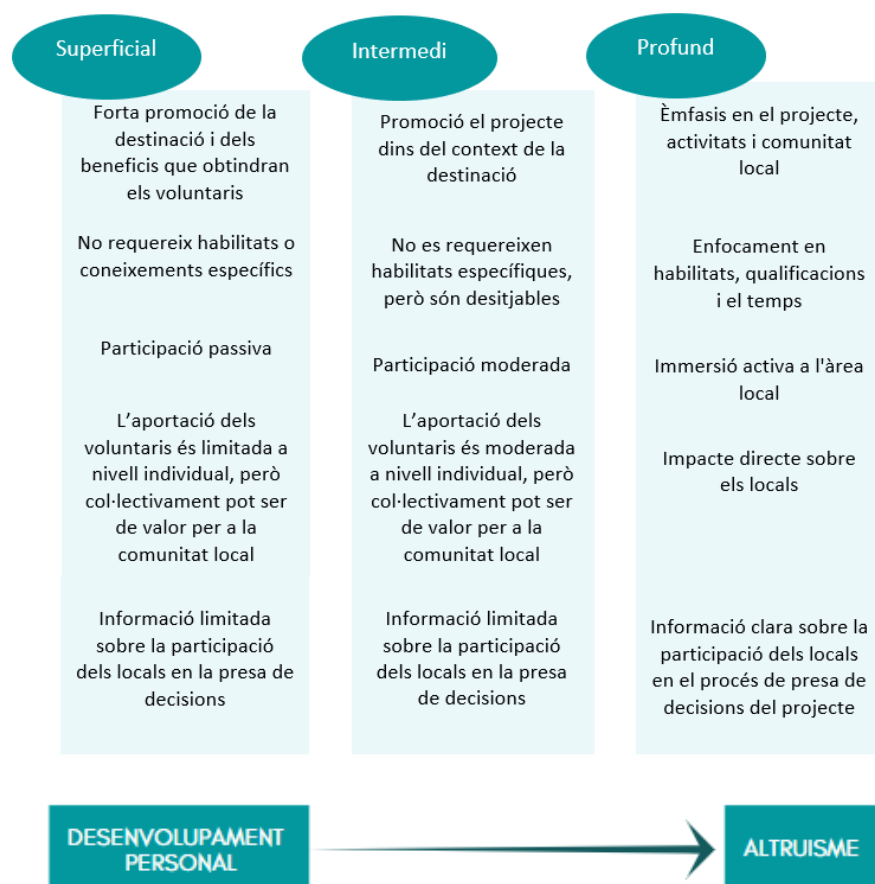 Superficial
Forta promoció de la
destinació i dels
beneficis que obtindran
els voluntaris
No requereix habilitats o
coneixements específics
Participació passiva
L’aportació dels
voluntaris és limitada a
nivell individual, però
col·lectivament pot ser
de valor per a la
comunitat local
Informació limitada
sobre la participació
dels locals en la presa de
decisions
Intermedi
Promoció el projecte
dins del context de la
destinació
No es requereixen
habilitats específiques,
però són desitjables
Participació moderada
L’aportació dels
voluntaris és moderada
a nivell individual, però
col·lectivament pot ser
de valor per a la
comunitat local
Informació limitada
sobre la participació
dels locals en la presa
de decisions
Profund
Èmfasis en el projecte,
activitats i comunitat
local
Enfocament en
habilitats, qualificacions
i el temps
Immersió activa a l'àrea
local
Impacte directe sobre
els locals
Informació clara sobre la
participació dels locals
en el procés de presa de
decisions del projecte
DESENVOLUPAMENT
PERSONAL
ALTRUISME